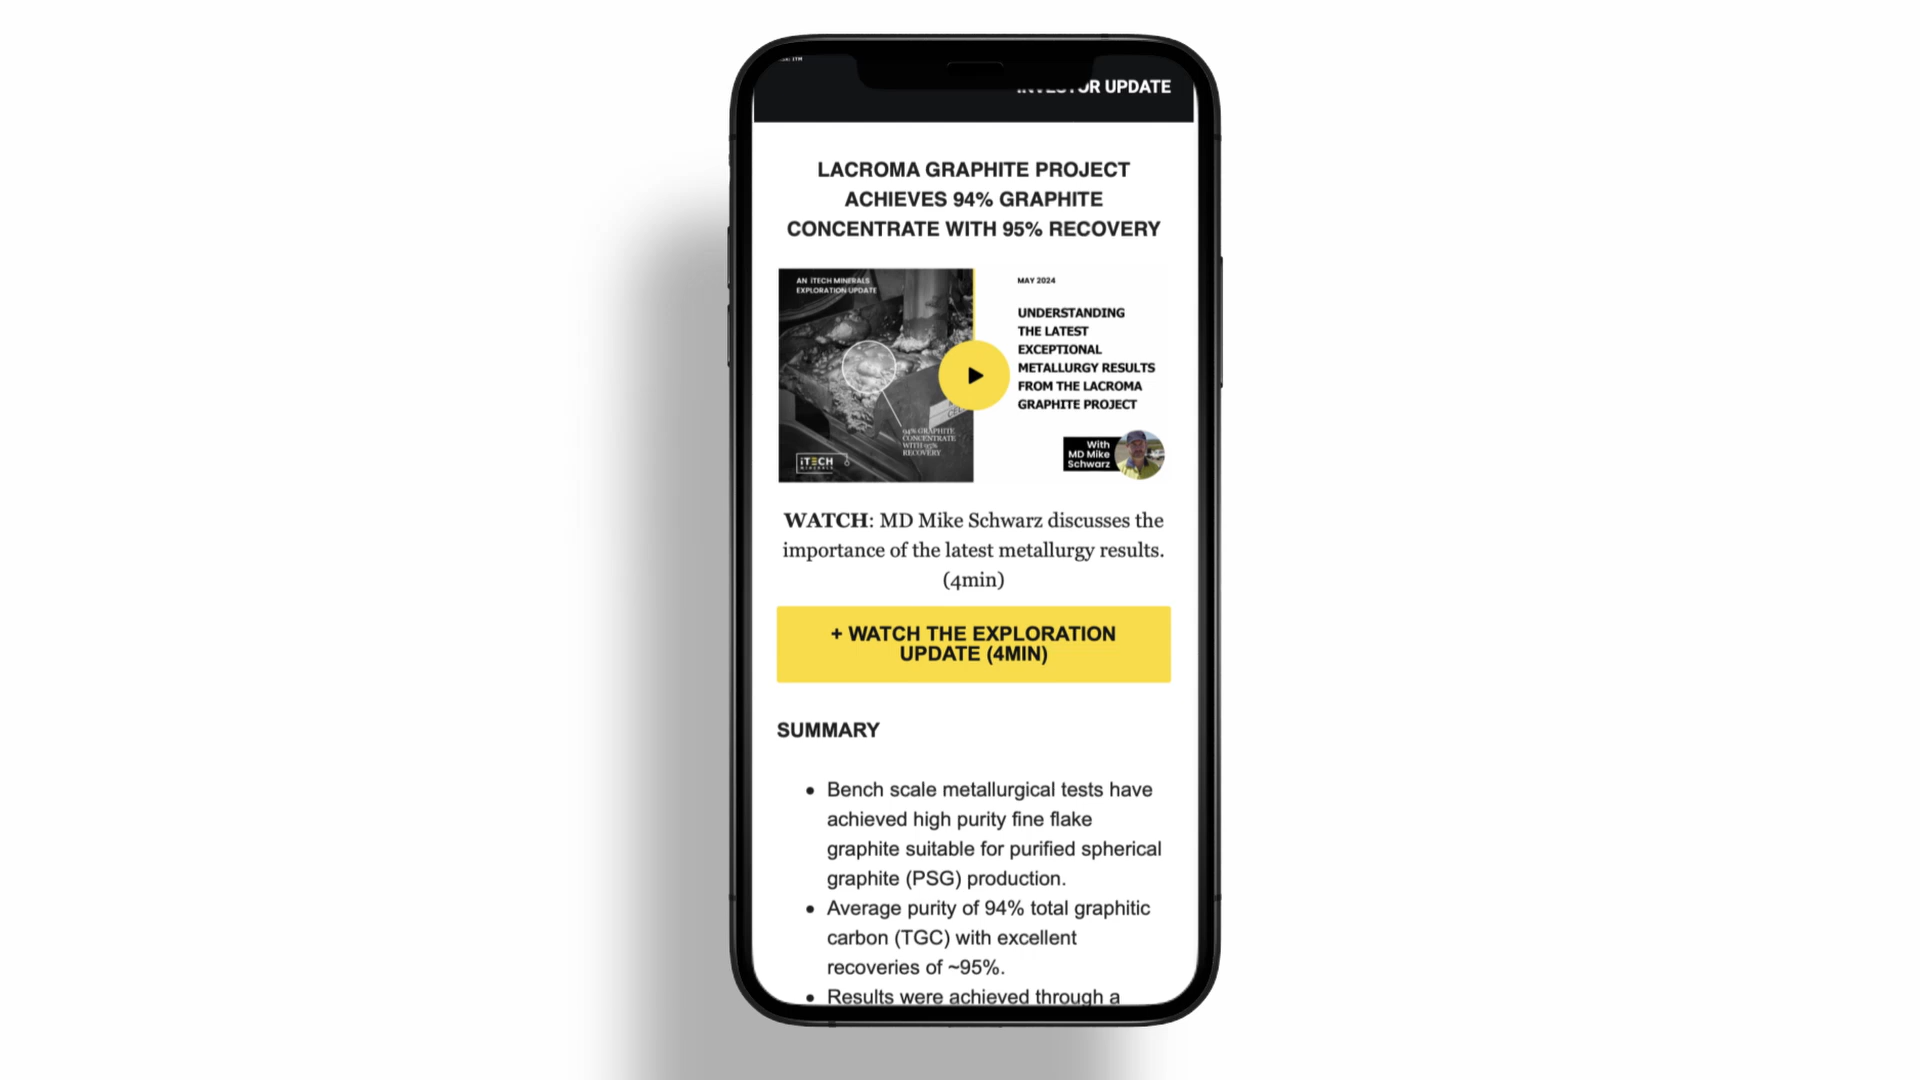 UPDATE
LACROMA GRAPHITE PROJECT
ACHIEVES 94% GRAPHITE
CONCENTRATE WITH 95% RECOVERY
AN iTECH MINERALS
EXPLORATION UPDATE
94% GRAPHITE
CONCENTRATE
WITH 95%
RECOVERY
iTECH
MINERALS
MAY 2024
UNDERSTANDING
THE LATEST
EXCEPTIONAL
METALLURGY RESULTS
FROM THE LACROMA
GRAPHITE PROJECT
With
MD Mike
Schwarz
WATCH: MD Mike Schwarz discusses the
importance of the latest metallurgy results.
(4min)
+ WATCH THE EXPLORATION
UPDATE (4MIN)
SUMMARY
• Bench scale metallurgical tests have
achieved high purity fine flake
graphite suitable for purified spherical
graphite (PSG) production.
• Average purity of 94% total graphitic
carbon (TGC) with excellent
recoveries of ~95%.
• Results were achieved through a